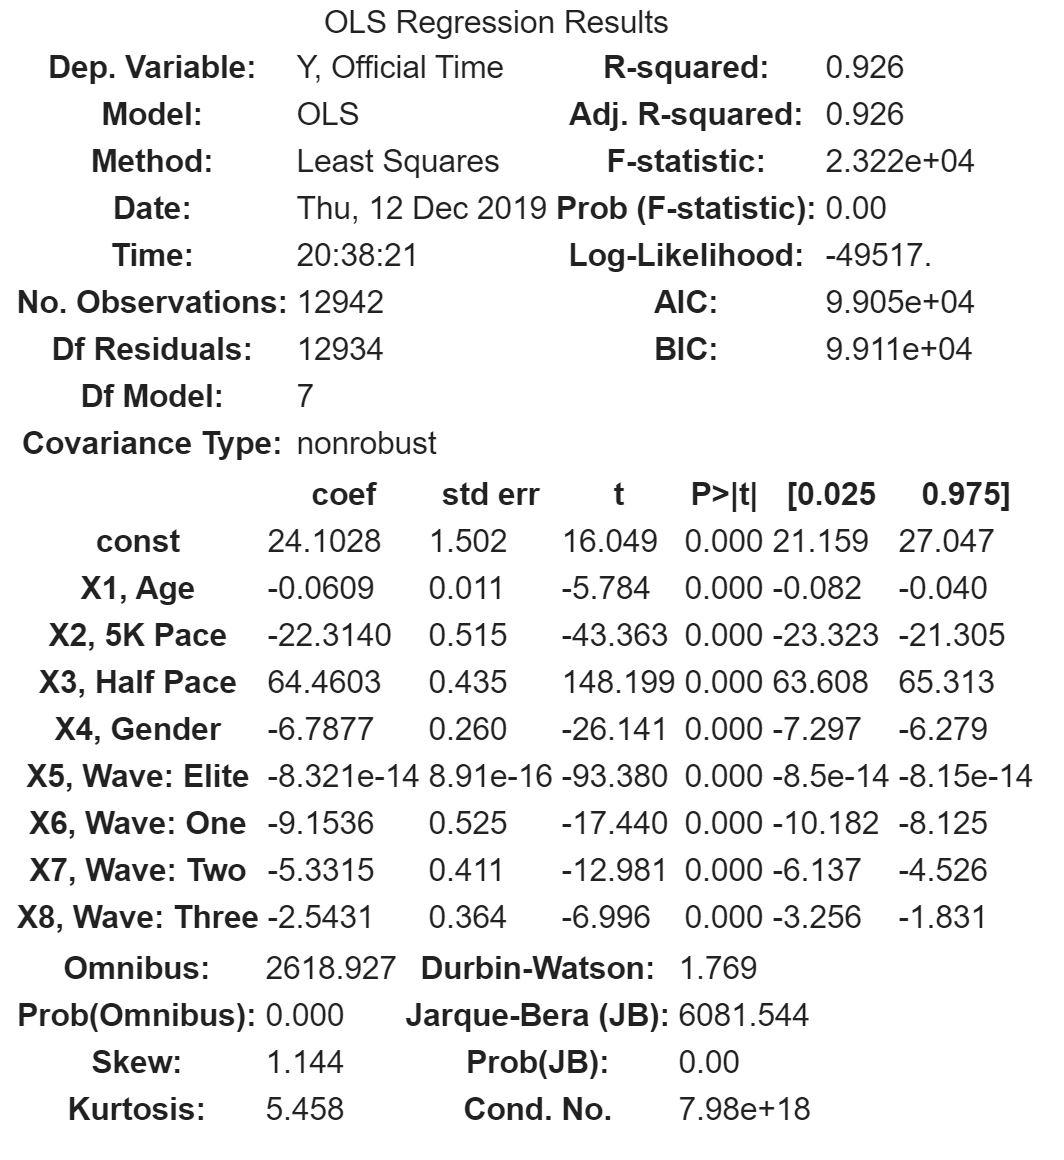 OLS Regression Results
Dep. Variable: Y, Official Time R-squared: 0.926
Model: OLS Adj. R-squared: 0.926
Method: Least Squares F-statistic: 2.322e+04
Date: Thu, 12 Dec 2019 Prob (F-statistic): 0.00
Time: 20:38:21 Log-Likelihood: -49517.
No. Observations: 12942 AIC: 9.905e+04
Df Residuals: 12934 BIC: 9.911e+04
Df Model: 7
Covariance Type: nonrobust
coef std err t P>|t| [0.025 0.975]
const 24.1028 1.502 16.049 0.000 21.159 27.047
X1, Age -0.0609 0.011 -5.784 0.000 -0.082 -0.040
X2, 5K Pace -22.3140 0.515 -43.363 0.000 -23.323 -21.305
X3, Half Pace 64.4603 0.435 148.199 0.000 63.608 65.313
X4, Gender -6.7877 0.260 -26.141 0.000 -7.297 -6.279
X5, Wave: Elite -8.321e-14 8.91e-16 -93.380 0.000 -8.5e-14 -8.15e-14
X6, Wave: One -9.1536 0.525 -17.440 0.000 -10.182 -8.125
X7, Wave: Two -5.3315 0.411 -12.981 0.000 -6.137 -4.526
X8, Wave: Three -2.5431 0.364 -6.996 0.000 -3.256 -1.831
Omnibus: 2618.927 Durbin-Watson: 1.769
Prob(Omnibus): 0.000 Jarque-Bera (JB): 6081.544
Skew: 1.144 Prob(JB): 0.00
Kurtosis: 5.458 Cond. No. 7.98e+18